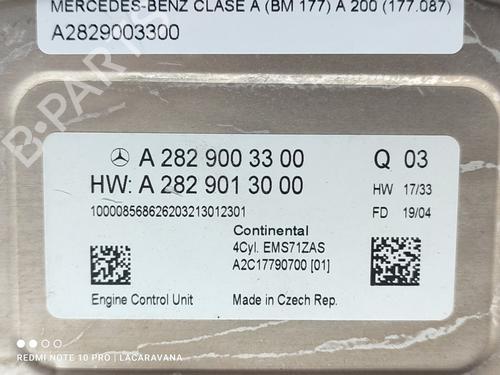 MERCEDES-BENZ CLASE A (BM 177) A 200 (177.087)
A2829003300
B-PARTS
A 282 900 33 00
Q 03
HW: A 282 901 30 00
HW 17/33
10000856862620321301 2301
FD 19/04
Continental
4Cyl. EMS71ZAS
A2C17790700 [01]
Engine Control Unit
Made in Czech Rep.
REDMI NOTE 10 PRO | LACARAVANA